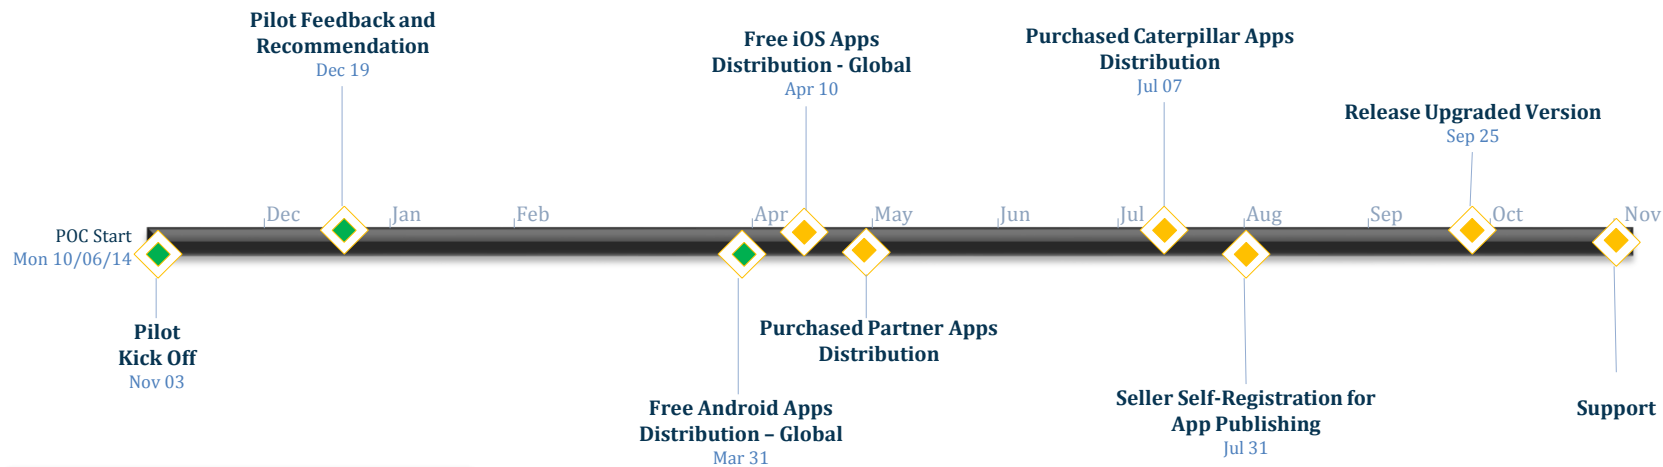 Pilot Feedback and
Recommendation
Dec 19
Free iOS Apps
Distribution - Global
Apr 10
Purchased Caterpillar Apps
Distribution
Jul 07
Release Upgraded Version
Sep 25
Dec
Jan
Feb
Apr
May
Jun
Jul
Aug
Sep
Oct
Nov
POC Start
Mon 10/06/14
Pilot
Kick Off
Nov 03
Purchased Partner Apps
Distribution
Free Android Apps
Distribution – Global
Mar 31
Seller Self-Registration for
App Publishing
Jul 31
Support